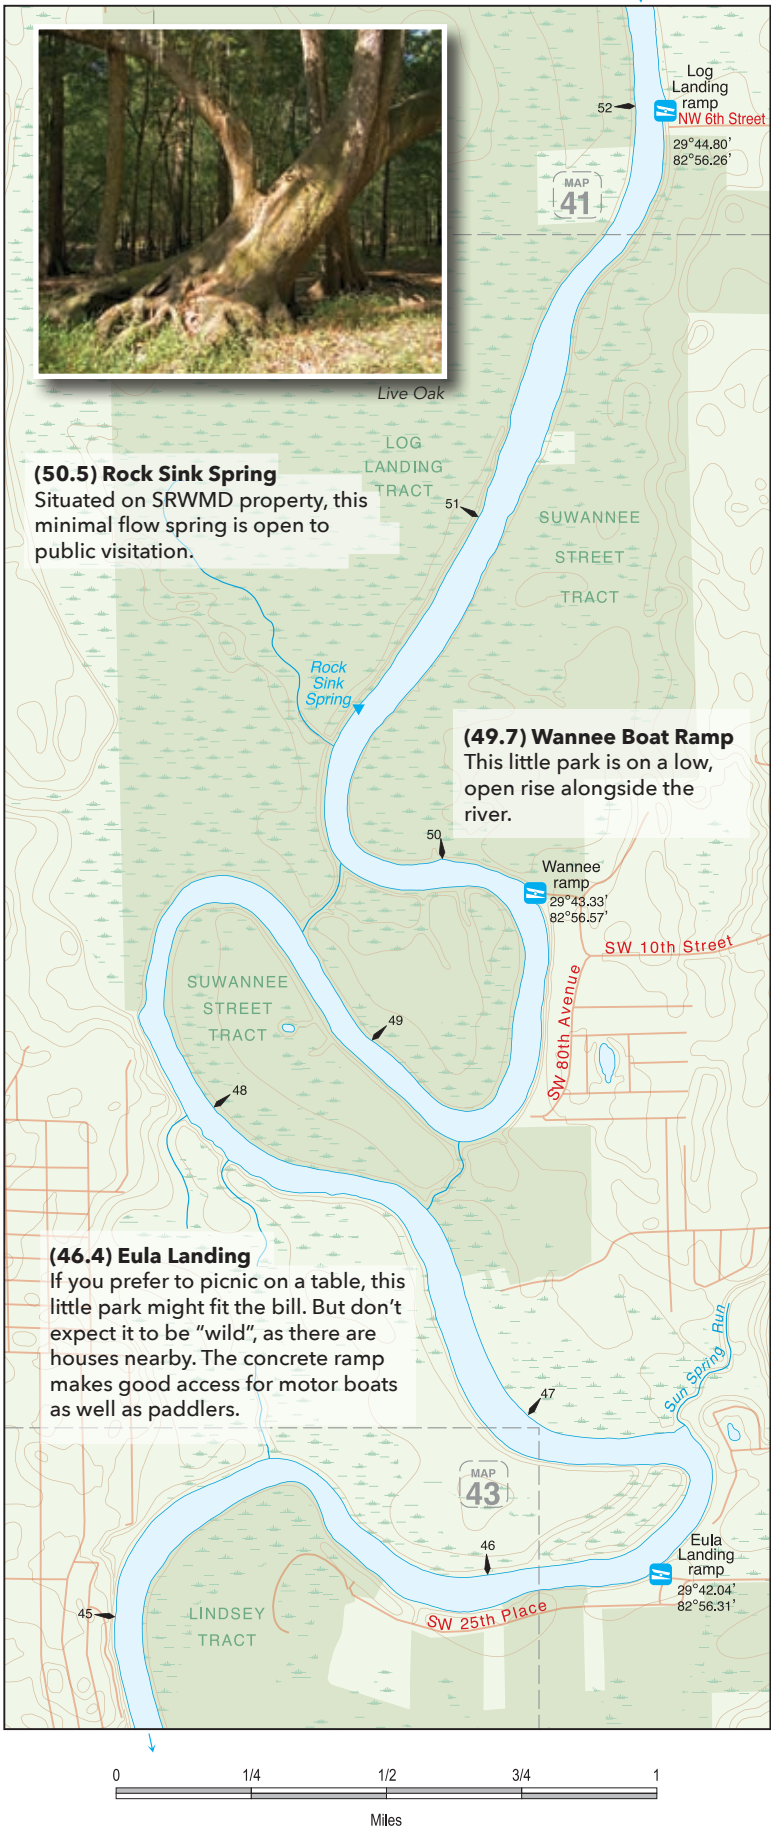 Log
Landing
ramp
NW 6th Street
29°44.80'
82°56.26'
52
MAP
41
Live Oak
LOG
LANDING
TRACT
(50.5) Rock Sink Spring
Situated on SRWMD property, this
minimal flow spring is open to
public visitation.
51
SUWANNEE
STREET
TRACT
Rock
Sink
Spring
(49.7) Wannee Boat Ramp
This little park is on a low,
open rise alongside the
river.
50
Wannee
ramp
29°43.33'
82°56.57'
SW 10th Street
SUWANNEE
STREET
TRACT
49
SW 80th Avenue
48
(46.4) Eula Landing
If you prefer to picnic on a table, this
little park might fit the bill. But don’t
expect it to be “wild”, as there are
houses nearby. The concrete ramp
makes good access for motor boats
as well as paddlers.
Sun Spring Run
47
MAP
43
46
Eula
Landing
ramp
29°42.04'
82°56.31'
45
LINDSEY
TRACT
SW 25th Place
0 1/4 1/2 3/4 1
Miles